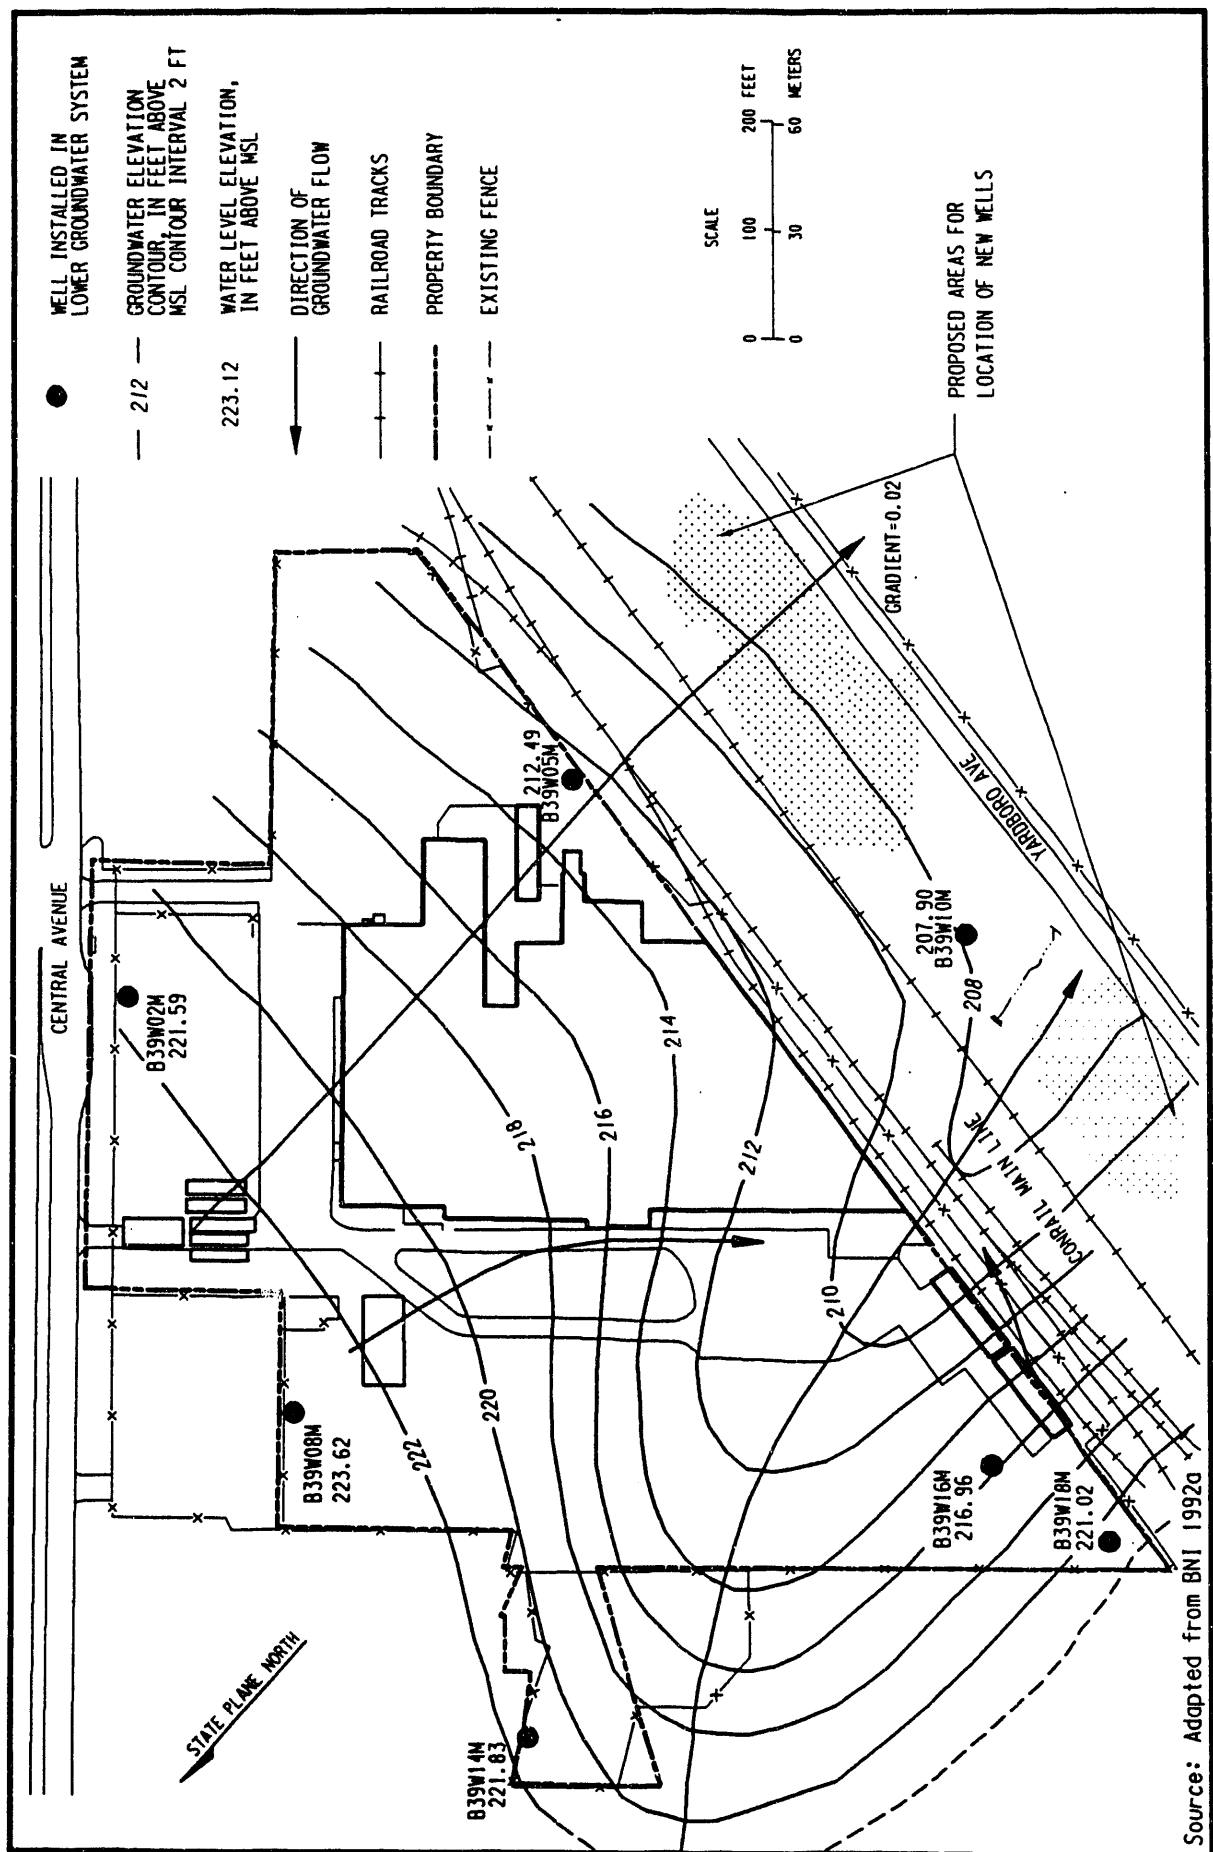 WELL INSTALLED IN
LOWER GROUNDWATER SYSTEM
212
GROUNDWATER ELEVATION
CONTOUR, IN FEET ABOVE
MSL CONTOUR INTERVAL 2 FT
223.12
WATER LEVEL ELEVATION,
IN FEET ABOVE MSL
DIRECTION OF
GROUNDWATER FLOW
RAILROAD TRACKS
PROPERTY BOUNDARY
EXISTING FENCE
SCALE
0 100 200 FEET
0 30 60 METERS
PROPOSED AREAS FOR
LOCATION OF NEW WELLS
CENTRAL AVENUE
B39W02M
221.59
212.49
B39W05M
GRADIENT=0.02
YARDBORO AVE
207.90
B39W10M
208
CONRAIL MAIN LINE
218
216
214
212
210
220
222
B39W08M
223.62
B39W16M
216.96
B39W18M
221.02
B39W14M
221.83
STATE PLANE NORTH
Source: Adapted from BNI 1992a